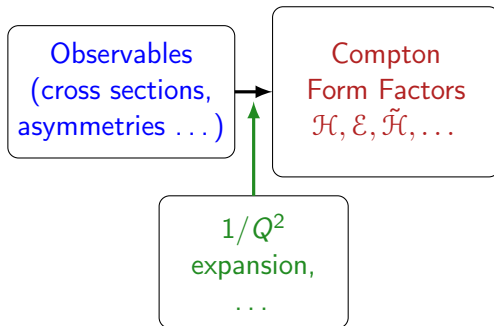 Observables
(cross sections,
asymmetries . . . )
Compton
Form Factors
ℋ, ℰ, ℋ̃, . . .
1/Q²
expansion,
. . .